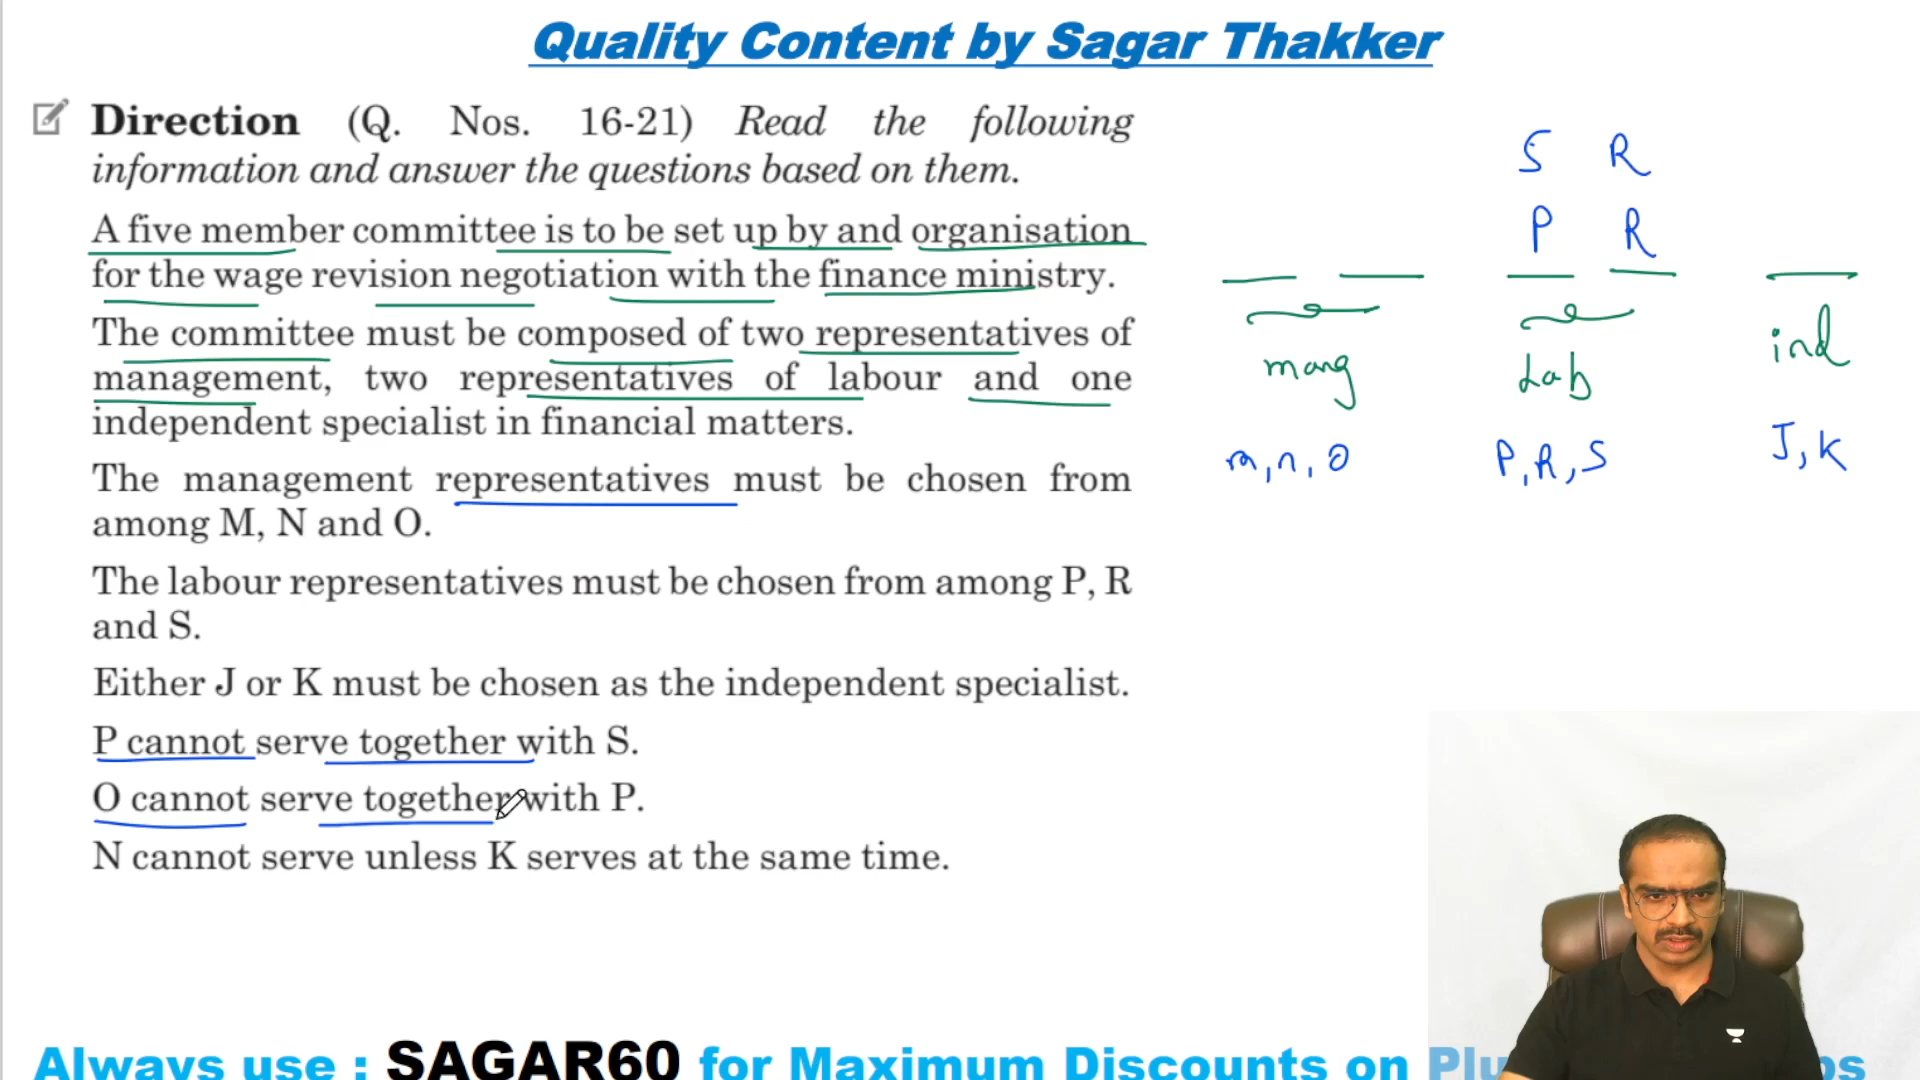 Quality Content by Sagar Thakker
Direction (Q. Nos. 16-21) Read the following
information and answer the questions based on them.
A five member committee is to be set up by and organisation
for the wage revision negotiation with the finance ministry.
The committee must be composed of two representatives of
management, two representatives of labour and one
independent specialist in financial matters.
The management representatives must be chosen from
among M, N and O.
The labour representatives must be chosen from among P, R
and S.
Either J or K must be chosen as the independent specialist.
P cannot serve together with S.
O cannot serve together with P.
N cannot serve unless K serves at the same time.
S R
P R
mang Lab ind
m, n, O P, R, S J, K
Always use : SAGAR60 for Maximum Discounts on